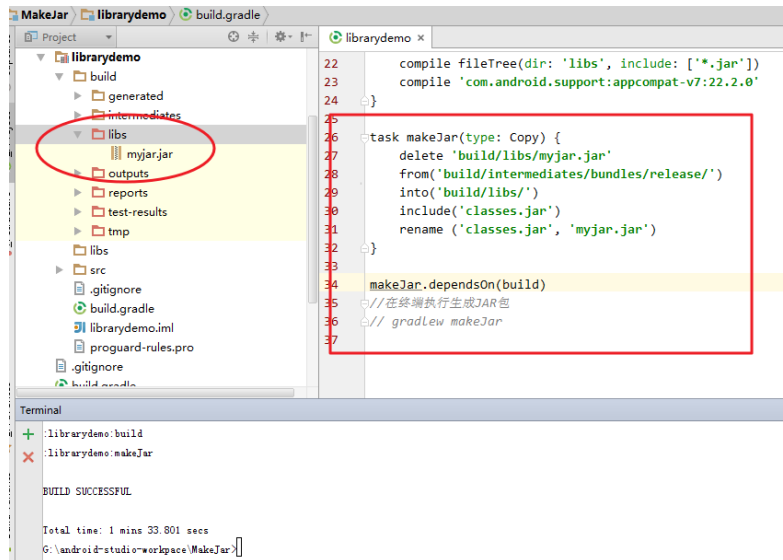 MakeJar librarydemo build.gradle
Project
librarydemo
build
generated
intermediates
libs
myjar.jar
outputs
reports
test-results
tmp
libs
src
.gitignore
build.gradle
librarydemo.iml
proguard-rules.pro
.gitignore
build.gradle
librarydemo ×
22 compile fileTree(dir: 'libs', include: ['*.jar'])
23 compile 'com.android.support:appcompat-v7:22.2.0'
24 }
25
26 task makeJar(type: Copy) {
27 delete 'build/libs/myjar.jar'
28 from('build/intermediates/bundles/release/')
29 into('build/libs/')
30 include('classes.jar')
31 rename ('classes.jar', 'myjar.jar')
32 }
33
34 makeJar.dependsOn(build)
35 //在终端执行生成JAR包
36 // gradlew makeJar
37
Terminal
:librarydemo:build
:librarydemo:makeJar
BUILD SUCCESSFUL
Total time: 1 mins 33.801 secs
G:\android-studio-workpace\MakeJar>